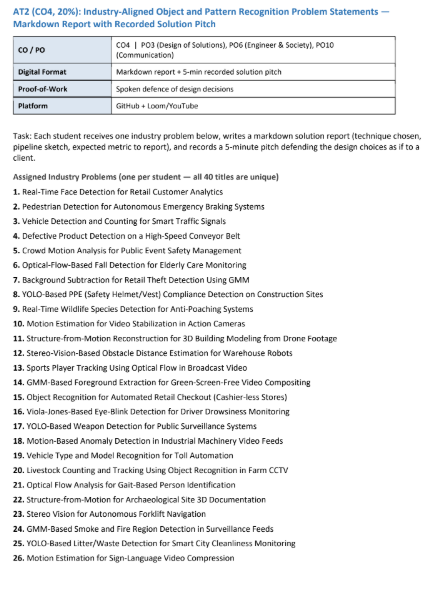 AT2 (CO4, 20%): Industry-Aligned Object and Pattern Recognition Problem Statements —
Markdown Report with Recorded Solution Pitch
CO / PO
CO4 | PO3 (Design of Solutions), PO6 (Engineer & Society), PO10
(Communication)
Digital Format
Markdown report + 5-min recorded solution pitch
Proof-of-Work
Spoken defence of design decisions
Platform
GitHub + Loom/YouTube
Task: Each student receives one industry problem below, writes a markdown solution report (technique chosen,
pipeline sketch, expected metric to report), and records a 5-minute pitch defending the design choices as if to a
client.
Assigned Industry Problems (one per student — all 40 titles are unique)
1. Real-Time Face Detection for Retail Customer Analytics
2. Pedestrian Detection for Autonomous Emergency Braking Systems
3. Vehicle Detection and Counting for Smart Traffic Signals
4. Defective Product Detection on a High-Speed Conveyor Belt
5. Crowd Motion Analysis for Public Event Safety Management
6. Optical-Flow-Based Fall Detection for Elderly Care Monitoring
7. Background Subtraction for Retail Theft Detection Using GMM
8. YOLO-Based PPE (Safety Helmet/Vest) Compliance Detection on Construction Sites
9. Real-Time Wildlife Species Detection for Anti-Poaching Systems
10. Motion Estimation for Video Stabilization in Action Cameras
11. Structure-from-Motion Reconstruction for 3D Building Modeling from Drone Footage
12. Stereo-Vision-Based Obstacle Distance Estimation for Warehouse Robots
13. Sports Player Tracking Using Optical Flow in Broadcast Video
14. GMM-Based Foreground Extraction for Green-Screen-Free Video Compositing
15. Object Recognition for Automated Retail Checkout (Cashier-less Stores)
16. Viola-Jones-Based Eye-Blink Detection for Driver Drowsiness Monitoring
17. YOLO-Based Weapon Detection for Public Surveillance Systems
18. Motion-Based Anomaly Detection in Industrial Machinery Video Feeds
19. Vehicle Type and Model Recognition for Toll Automation
20. Livestock Counting and Tracking Using Object Recognition in Farm CCTV
21. Optical Flow Analysis for Gait-Based Person Identification
22. Structure-from-Motion for Archaeological Site 3D Documentation
23. Stereo Vision for Autonomous Forklift Navigation
24. GMM-Based Smoke and Fire Region Detection in Surveillance Feeds
25. YOLO-Based Litter/Waste Detection for Smart City Cleanliness Monitoring
26. Motion Estimation for Sign-Language Video Compression